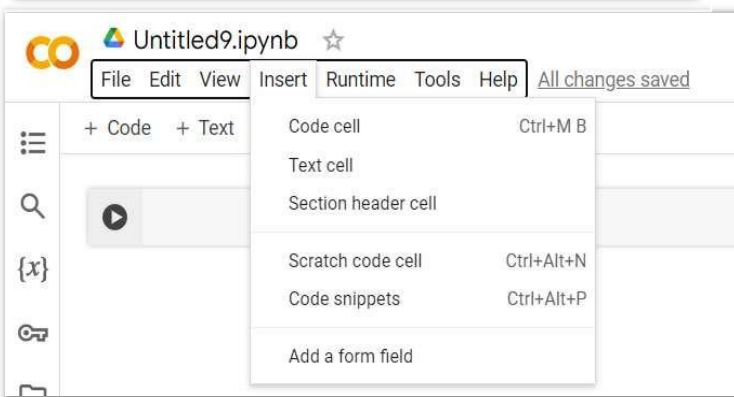 CO Untitled9.ipynb
File Edit View Insert Runtime Tools Help All changes saved
+ Code + Text
Code cell Ctrl+M B
Text cell
Section header cell
{x}
Scratch code cell Ctrl+Alt+N
Code snippets Ctrl+Alt+P
Add a form field